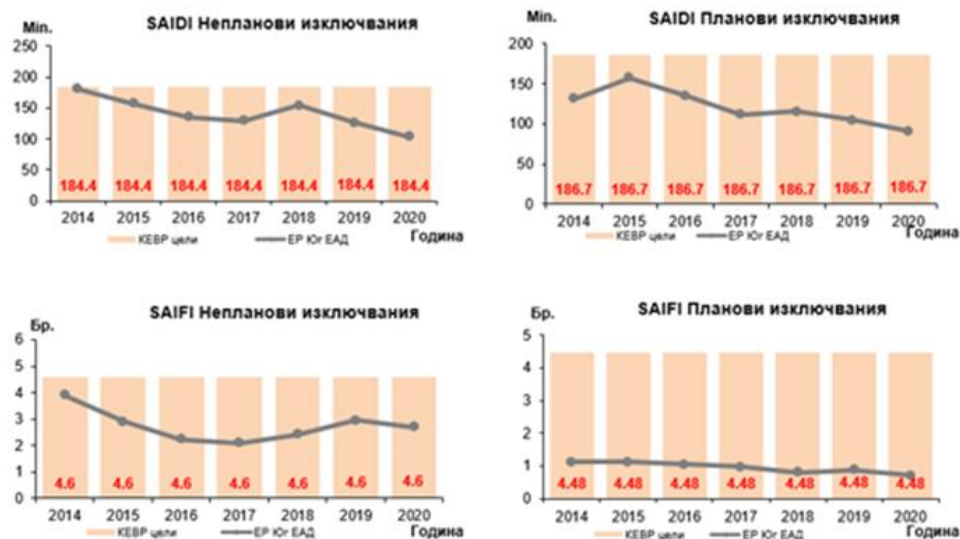 SAIDI Непланови изключвания
Min.
250
200
150
100
50
0
184.4 184.4 184.4 184.4 184.4 184.4 184.4
2014 2015 2016 2017 2018 2019 2020
Година
КЕВР цели ЕР Юг ЕАД
SAIDI Планови изключвания
Min.
200
150
100
50
0
186.7 186.7 186.7 186.7 186.7 186.7 186.7
2014 2015 2016 2017 2018 2019 2020
Година
КЕВР цели ЕР Юг ЕАД
SAIFI Непланови изключвания
Бр.
6
5
4
3
2
1
0
4.6 4.6 4.6 4.6 4.6 4.6 4.6
2014 2015 2016 2017 2018 2019 2020
КЕВР цели ЕР Юг ЕАД Година
SAIFI Планови изключвания
Бр.
5
4
3
2
1
0
4.48 4.48 4.48 4.48 4.48 4.48 4.48
2014 2015 2016 2017 2018 2019 2020
КЕВР цели ЕР Юг ЕАД Година